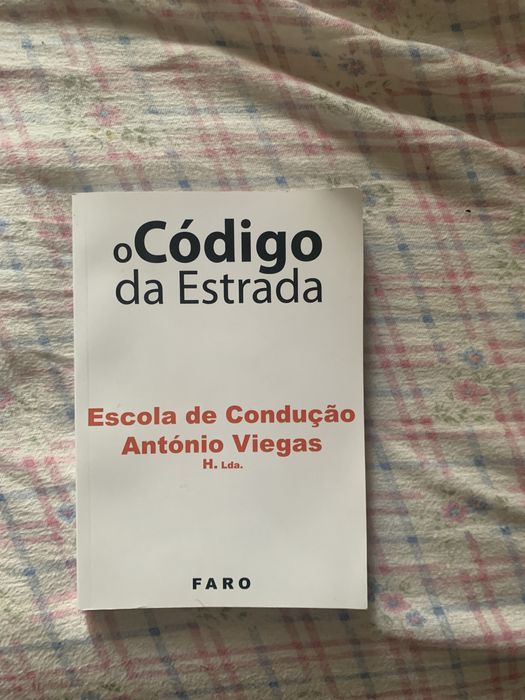 o Código
da Estrada
Escola de Condução
António Viegas
H. Lda.
FARO